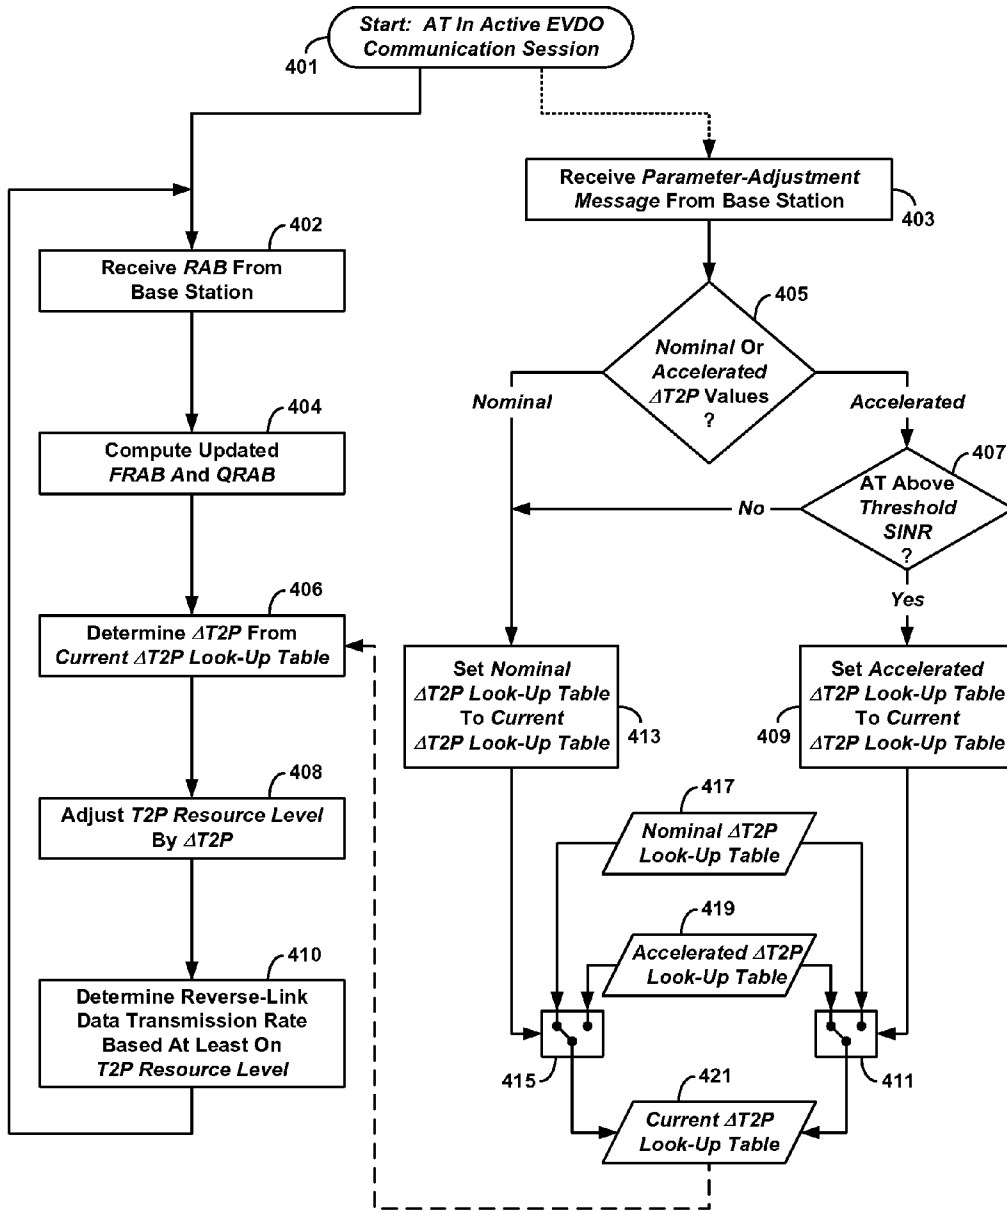 Start: AT In Active EVDO
Communication Session
401
Receive Parameter-Adjustment
Message From Base Station
403
402
Receive RAB From
Base Station
405
Nominal Or
Accelerated
ΔT2P Values
?
Nominal
Accelerated
404
Compute Updated
FRAB And QRAB
407
AT Above
Threshold
SINR
?
No
Yes
406
Determine ΔT2P From
Current ΔT2P Look-Up Table
Set Nominal
ΔT2P Look-Up Table
To Current
ΔT2P Look-Up Table
413
Set Accelerated
ΔT2P Look-Up Table
To Current
ΔT2P Look-Up Table
409
408
Adjust T2P Resource Level
By ΔT2P
417
Nominal ΔT2P
Look-Up Table
419
Accelerated ΔT2P
Look-Up Table
410
Determine Reverse-Link
Data Transmission Rate
Based At Least On
T2P Resource Level
415
411
421
Current ΔT2P
Look-Up Table